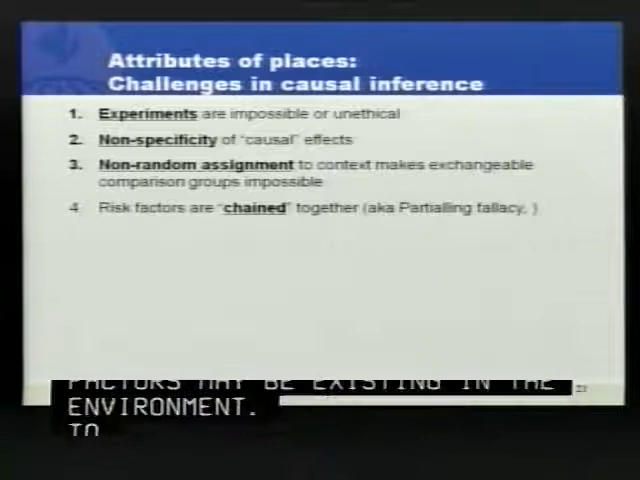 Attributes of places:
Challenges in causal inference
1. Experiments are impossible or unethical
2. Non-specificity of "causal" effects
3. Non-random assignment to context makes exchangeable
comparison groups impossible
4 Risk factors are "chained" together (aka Partialling fallacy, )
FACTORS MAY BE EXISTING IN THE
ENVIRONMENT.
TO